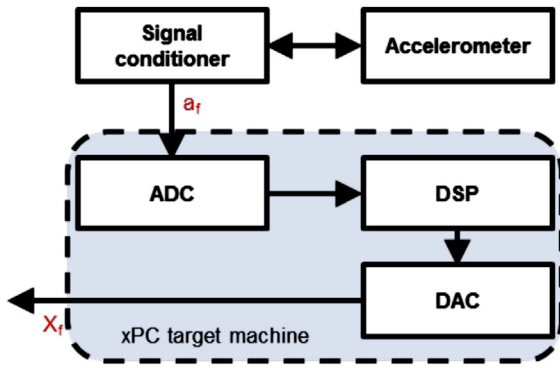 Signal
conditioner
Accelerometer
af
ADC
DSP
DAC
Xf
xPC target machine